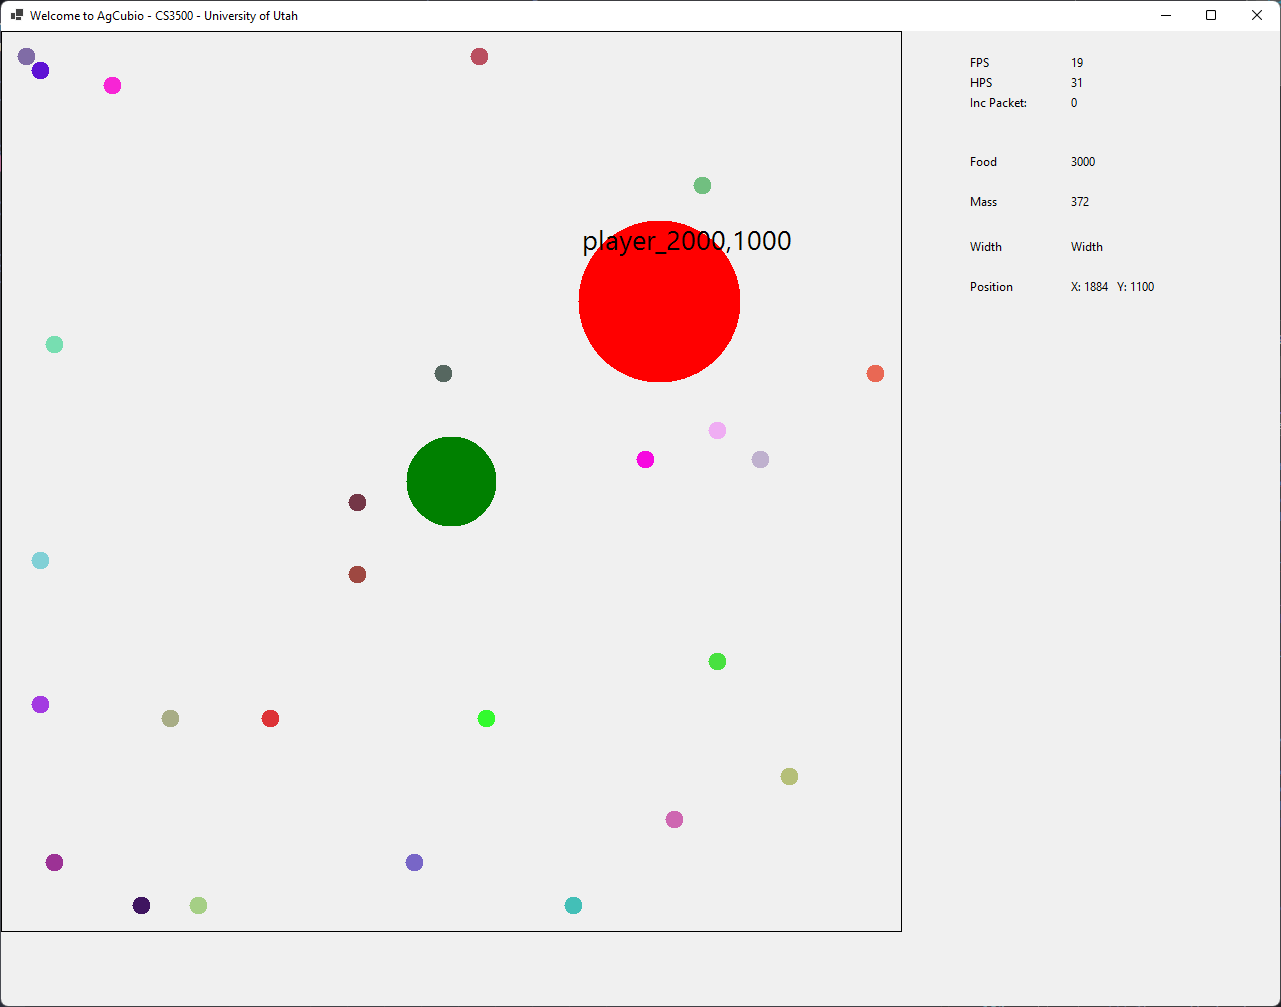 Welcome to AgCubio - CS3500 - University of Utah
FPS 19
HPS 31
Inc Packet: 0
Food 3000
Mass 372
player_2000,1000
Width Width
Position X: 1884 Y: 1100